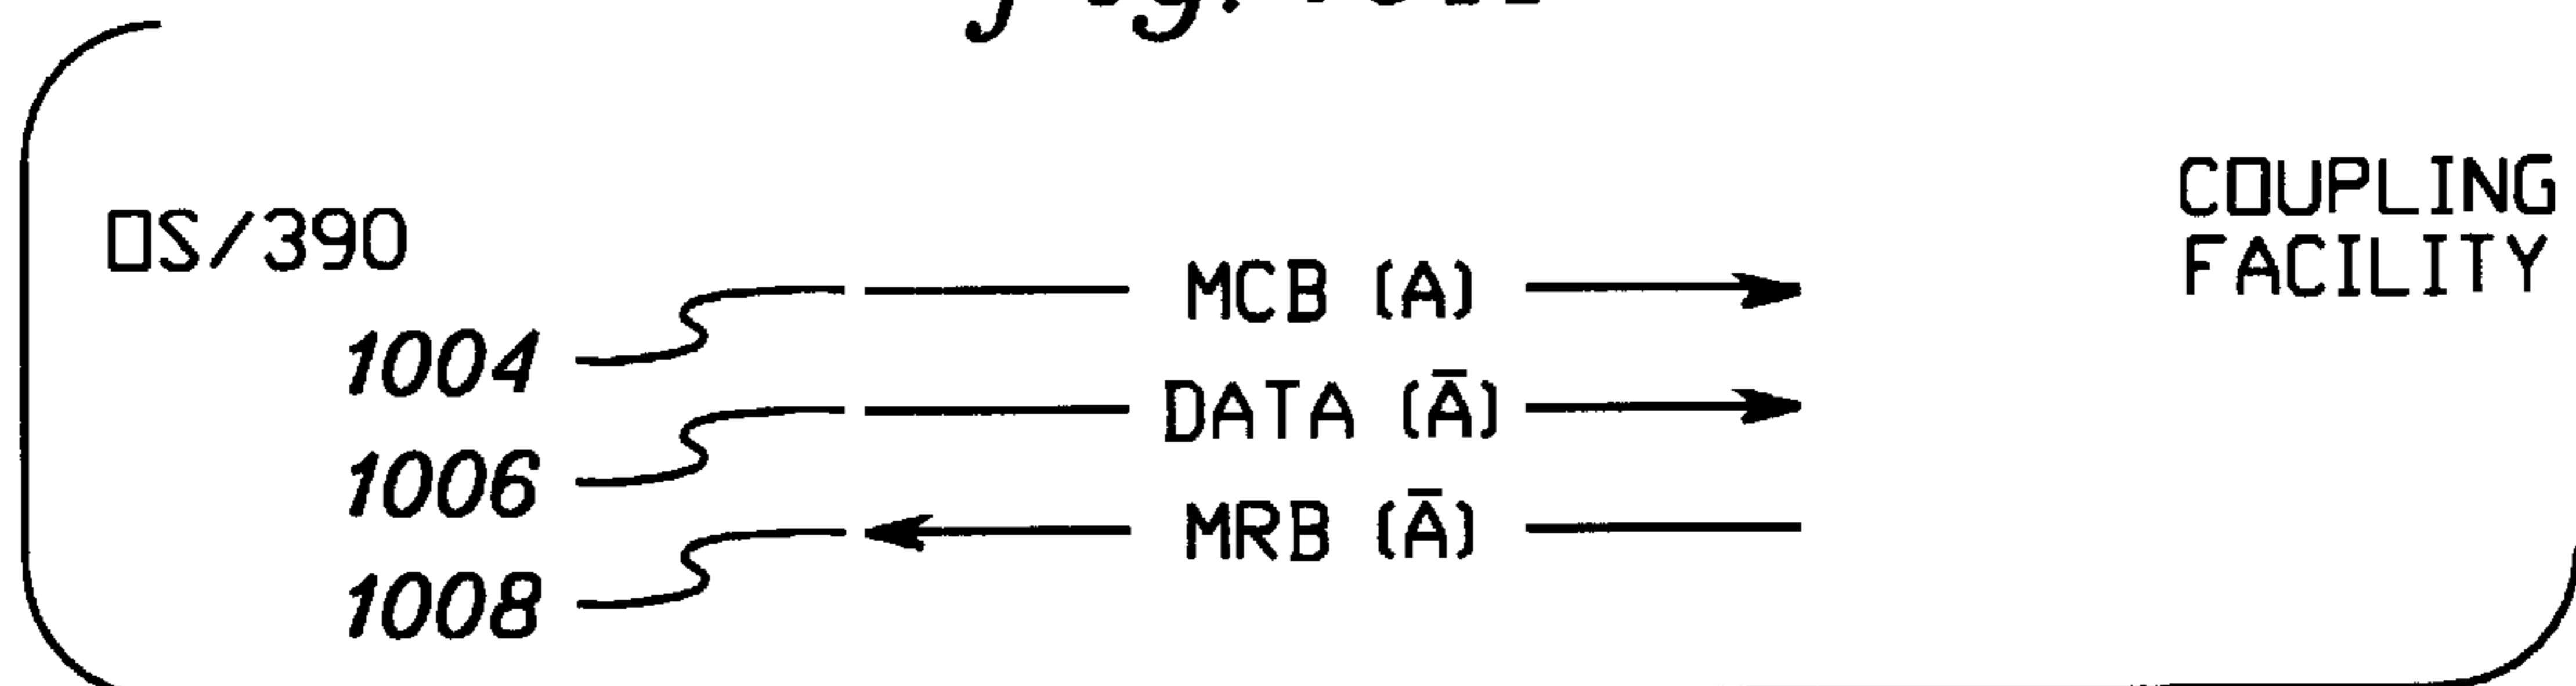 OS/390
COUPLING
FACILITY
MCB (A)
1004
DATA (Ā)
1006
MRB (Ā)
1008